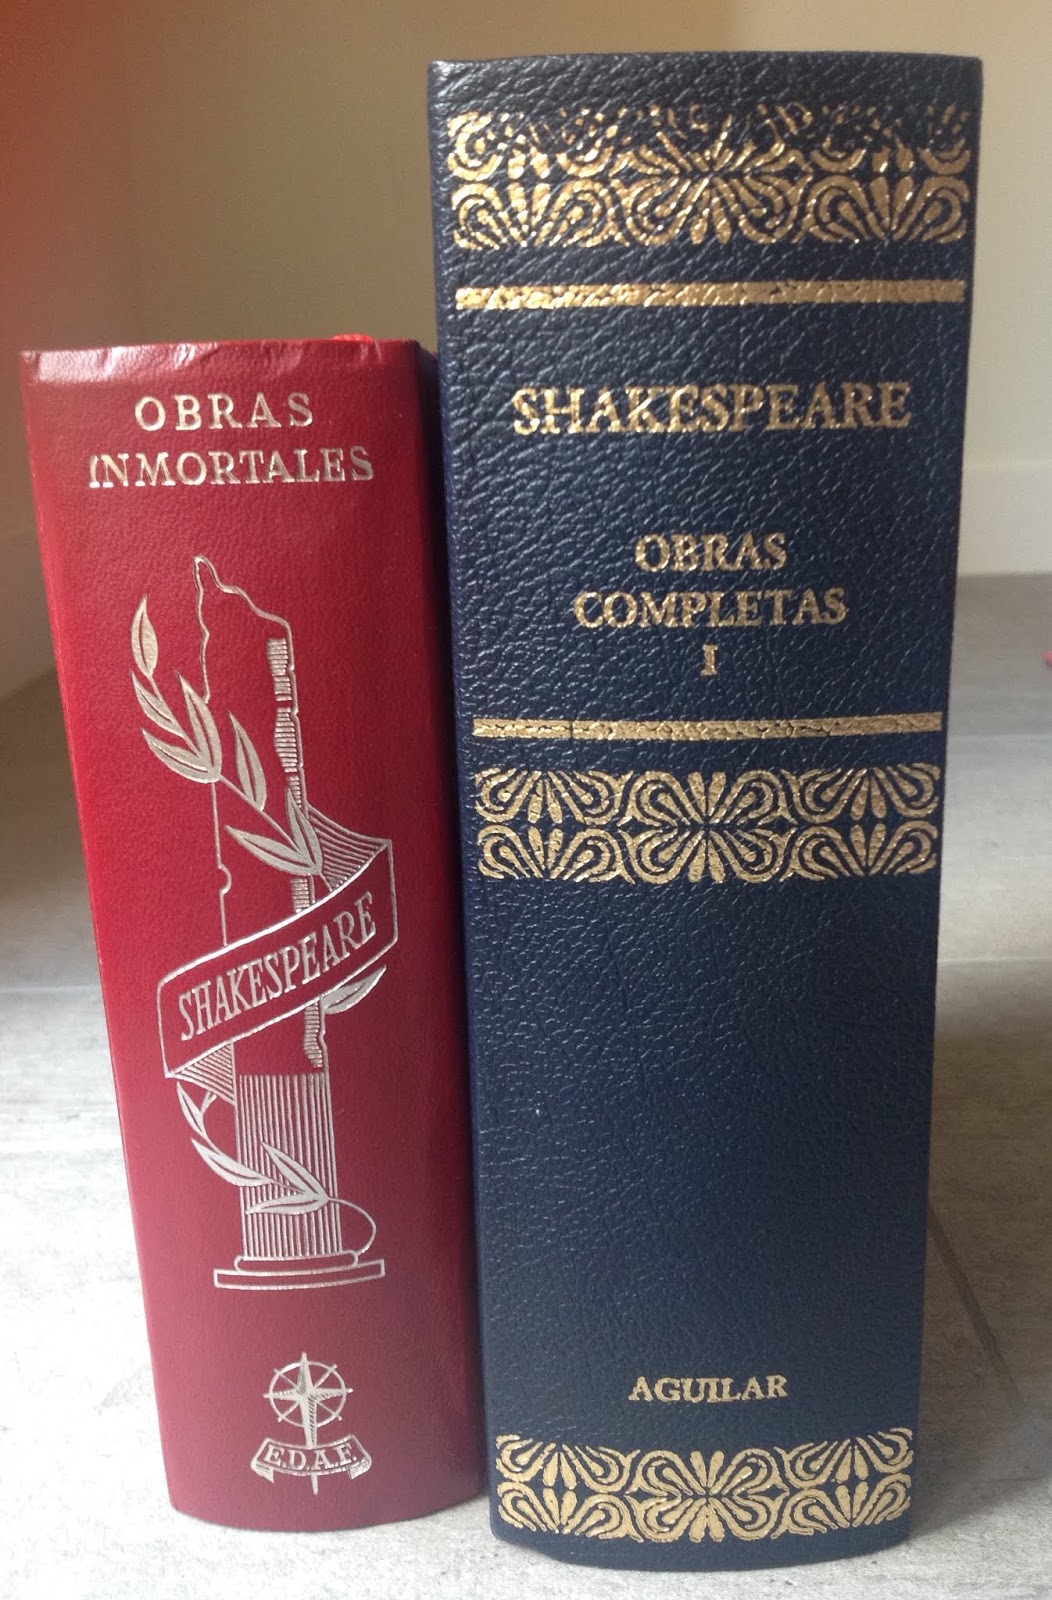 OBRAS
INMORTALES
SHAKESPEARE
E.D.A.F.
SHAKESPEARE
OBRAS
COMPLETAS
I
AGUILAR